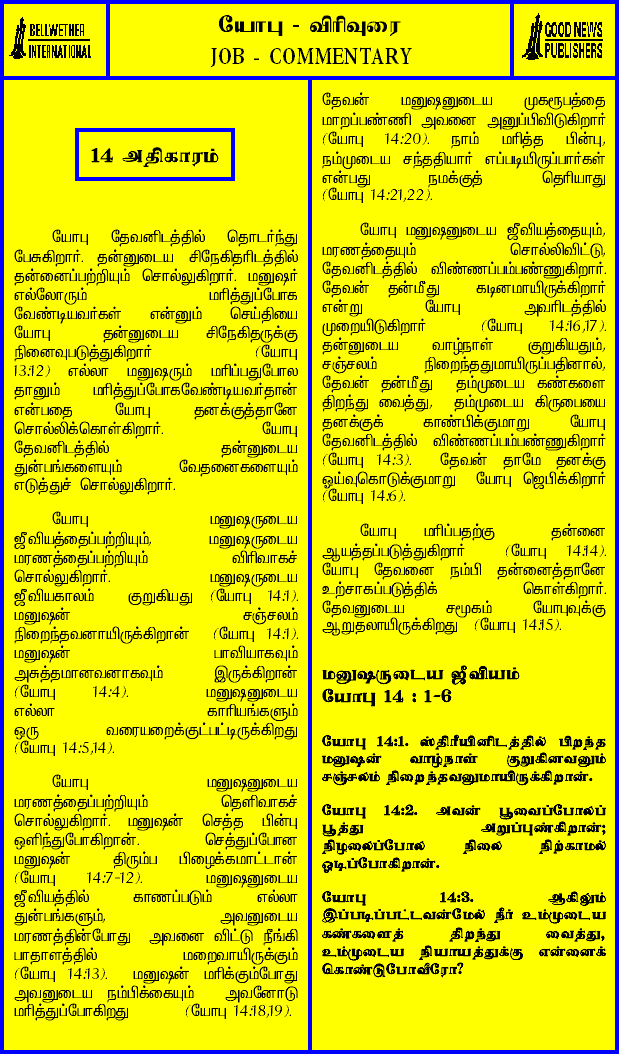 BELLWETHER
INTERNATIONAL
யோபு - விரிவுரை
JOB - COMMENTARY
GOOD NEWS
PUBLISHERS
14 அதிகாரம்
யோபு தேவனிடத்தில் தொடர்ந்து
பேசுகிறார். தன்னுடைய சிநேகிதரிடத்தில்
தன்னைப்பற்றியும் சொல்லுகிறார். மனுஷர்
எல்லோரும் மரித்துப்போக
வேண்டியவர்கள் என்னும் செய்தியை
யோபு தன்னுடைய சிநேகிதருக்கு
நினைவுபடுத்துகிறார் (யோபு
13:12) எல்லா மனுஷரும் மரிப்பதுபோல
தானும் மரித்துப்போகவேண்டியவர்தான்
என்பதை யோபு தனக்குத்தானே
சொல்லிக்கொள்கிறார். யோபு
தேவனிடத்தில் தன்னுடைய
துன்பங்களையும் வேதனைகளையும்
எடுத்துச் சொல்லுகிறார்.
யோபு மனுஷருடைய
ஜீவியத்தைப்பற்றியும், மனுஷருடைய
மரணத்தைப்பற்றியும் விரிவாகச்
சொல்லுகிறார். மனுஷருடைய
ஜீவியகாலம் குறுகியது (யோபு 14:1).
மனுஷன் சஞ்சலம்
நிறைந்தவனாயிருக்கிறான் (யோபு 14:1).
மனுஷன் பாவியாகவும்
அசுத்தமானவனாகவும் இருக்கிறான்
(யோபு 14:4). மனுஷனுடைய
எல்லா காரியங்களும்
ஒரு வரையறைக்குட்பட்டிருக்கிறது
(யோபு 14:5,14).
யோபு மனுஷனுடைய
மரணத்தைப்பற்றியும் தெளிவாகச்
சொல்லுகிறார். மனுஷன் செத்த பின்பு
ஒளிந்துபோகிறான். செத்துப்போன
மனுஷன் திரும்ப பிழைக்கமாட்டான்
(யோபு 14:7-12). மனுஷனுடைய
ஜீவியத்தில் காணப்படும் எல்லா
துன்பங்களும், அவனுடைய
மரணத்தின்போது அவனை விட்டு நீங்கி
பாதாளத்தில் மறைவாயிருக்கும்
(யோபு 14:13). மனுஷன் மரிக்கும்போது
அவனுடைய நம்பிக்கையும் அவனோடு
மரித்துப்போகிறது (யோபு 14:18,19).
தேவன் மனுஷனுடைய முகரூபத்தை
மாறப்பண்ணி அவனை அனுப்பிவிடுகிறார்
(யோபு 14:20). நாம் மரித்த பின்பு,
நம்முடைய சந்ததியார் எப்படியிருப்பார்கள்
என்பது நமக்குத் தெரியாது
(யோபு 14:21,22).
யோபு மனுஷனுடைய ஜீவியத்தையும்,
மரணத்தையும் சொல்லிவிட்டு,
தேவனிடத்தில் விண்ணப்பம்பண்ணுகிறார்.
தேவன் தன்மீது கடினமாயிருக்கிறார்
என்று யோபு அவரிடத்தில்
முறையிடுகிறார் (யோபு 14:16,17).
தன்னுடைய வாழ்நாள் குறுகியதும்,
சஞ்சலம் நிறைந்ததுமாயிருப்பதினால்,
தேவன் தன்மீது தம்முடைய கண்களை
திறந்து வைத்து, தம்முடைய கிருபையை
தனக்குக் காண்பிக்குமாறு யோபு
தேவனிடத்தில் விண்ணப்பம்பண்ணுகிறார்
(யோபு 14:3). தேவன் தாமே தனக்கு
ஓய்வுகொடுக்குமாறு யோபு ஜெபிக்கிறார்
(யோபு 14:6).
யோபு மரிப்பதற்கு தன்னை
ஆயத்தப்படுத்துகிறார் (யோபு 14:14).
யோபு தேவனை நம்பி தன்னைத்தானே
உற்சாகப்படுத்திக் கொள்கிறார்.
தேவனுடைய சமூகம் யோபுவுக்கு
ஆறுதலாயிருக்கிறது (யோபு 14:15).
மனுஷருடைய ஜீவியம்
யோபு 14 : 1-6
யோபு 14:1. ஸ்திரீயினிடத்தில் பிறந்த
மனுஷன் வாழ்நாள் குறுகினவனும்
சஞ்சலம் நிறைந்தவனுமாயிருக்கிறான்.
யோபு 14:2. அவன் பூவைப்போலப்
பூத்து அறுப்புண்கிறான்;
நிழலைப்போல நிலை நிற்காமல்
ஓடிப்போகிறான்.
யோபு 14:3. ஆகிலும்
இப்படிப்பட்டவன்மேல் நீர் உம்முடைய
கண்களைத் திறந்து வைத்து,
உம்முடைய நியாயத்துக்கு என்னைக்
கொண்டுபோவீரோ?